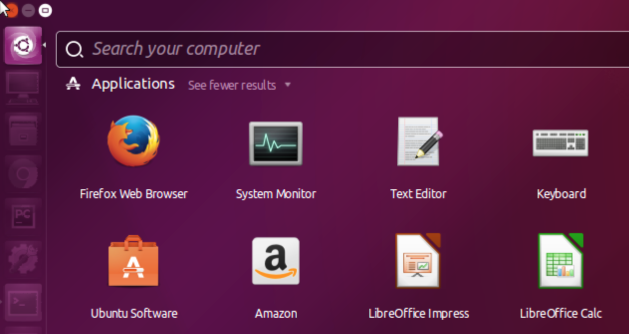 Search your computer
Applications See fewer results
Firefox Web Browser System Monitor Text Editor Keyboard
a
PC
Ubuntu Software Amazon LibreOffice Impress LibreOffice Calc